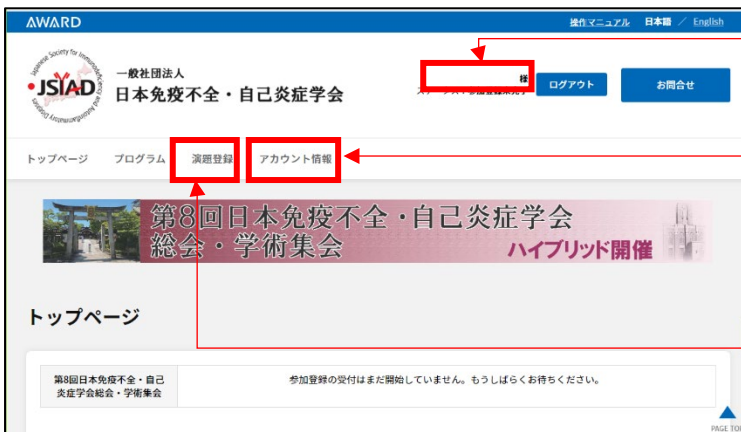 AWARD
操作マニュアル 日本語 / English
Japanese Society for Immunodeficiency and Autoinflammatory Diseases
JSIAD
一般社団法人
日本免疫不全・自己炎症学会
様
ログアウト
お問合せ
トップページ プログラム 演題登録 アカウント情報
第8回日本免疫不全・自己炎症学会
総会・学術集会
ハイブリッド開催
トップページ
第8回日本免疫不全・自己
炎症学会総会・学術集会
参加登録の受付はまだ開始していません。もうしばらくお待ちください。
PAGE TOP